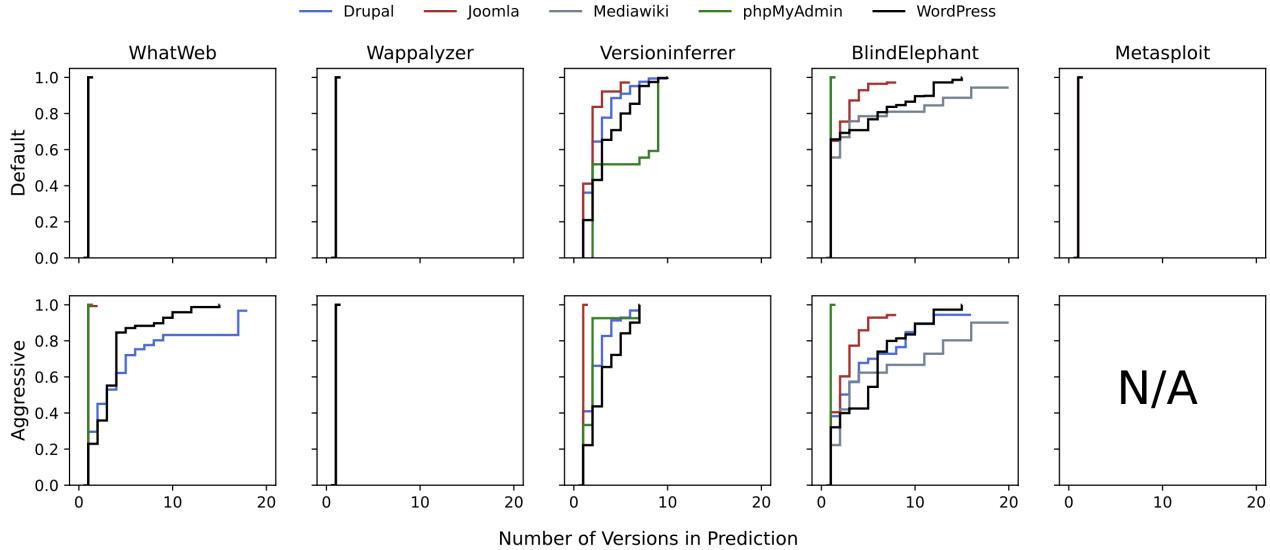 Drupal Joomla Mediawiki phpMyAdmin WordPress
WhatWeb Wappalyzer Versioninferrer BlindElephant Metasploit
Default
1.0
0.8
0.6
0.4
0.2
0.0
Aggressive
1.0
0.8
0.6
0.4
0.2
0.0
N/A
0 10 20 0 10 20 0 10 20 0 10 20 0 10 20
Number of Versions in Prediction